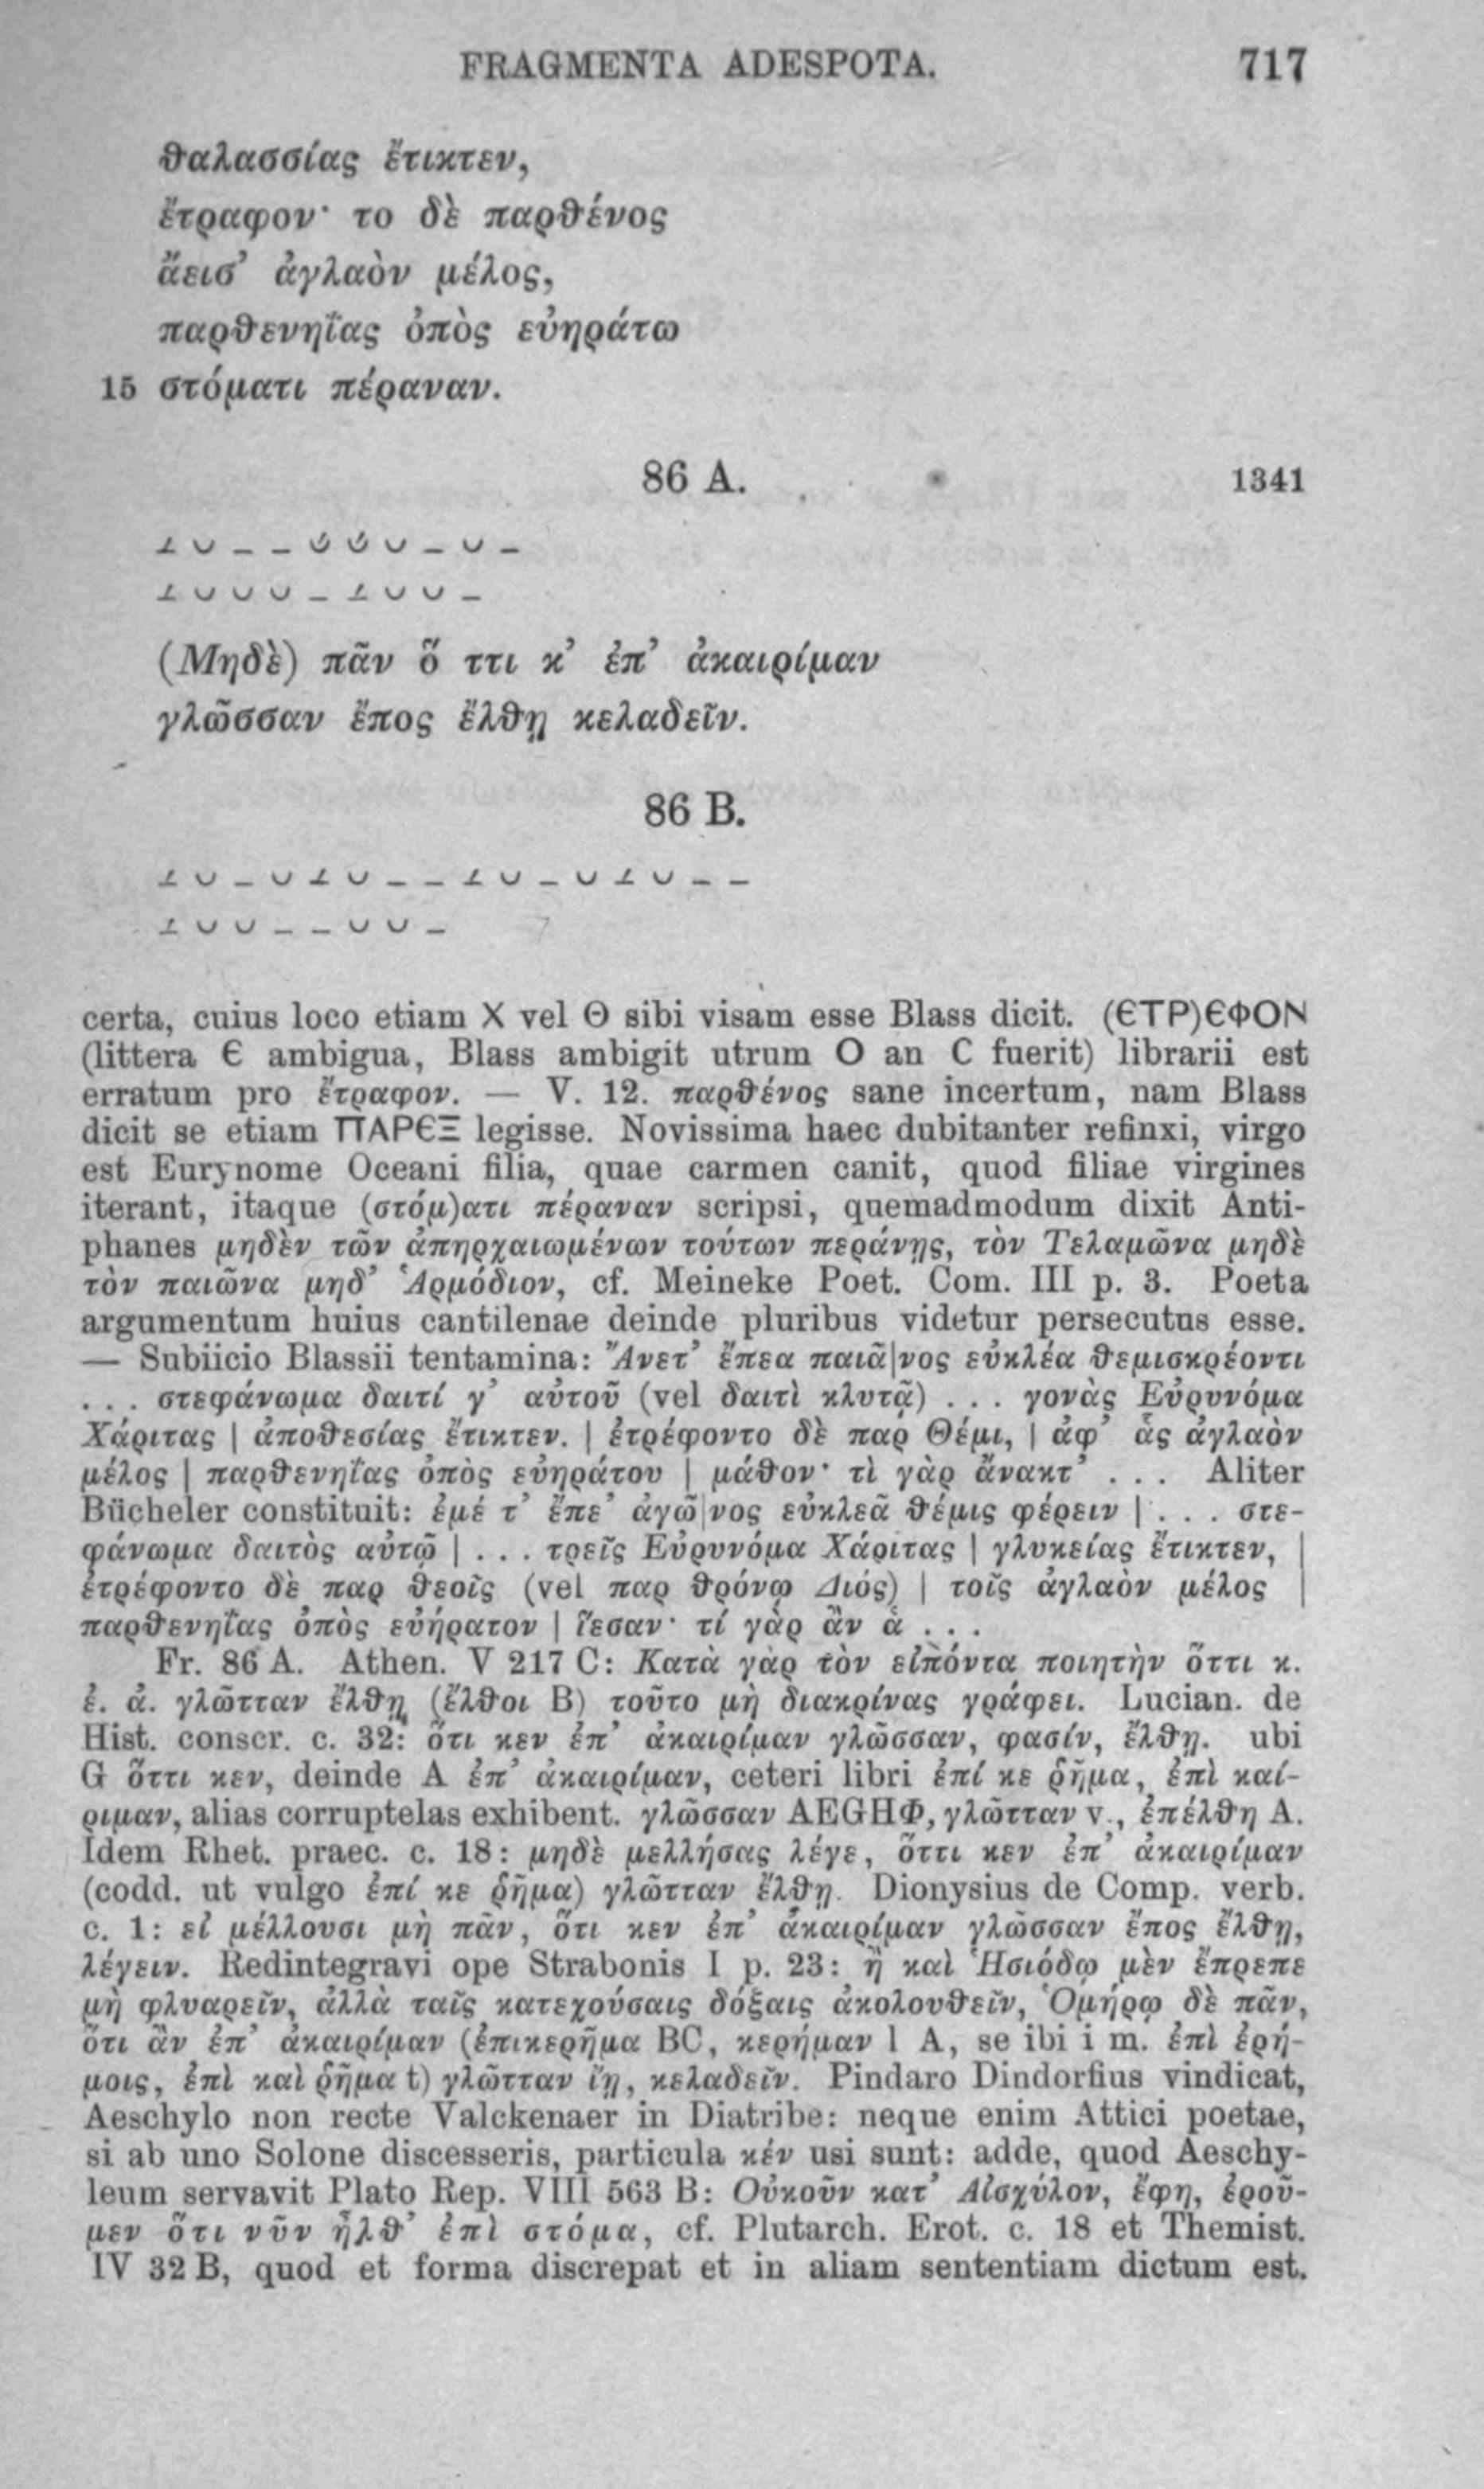 FRAGMENTA ADESPOTA. 717
θαλασσίας ἔτικτεν,
ἔτραφον· το δὲ παρθένος
ἄεισ’ ἀγλαὸν μέλος,
παρθενηΐας ὀπὸς εὐηράτω
15 στόματι πέραναν.
86 A. 1341
⊥ ∪ – – ∪́ ∪́ ∪ – ∪ –
⊥ ∪ ∪ ∪ – ⊥ ∪ ∪ –
(Μηδὲ) πᾶν ὅ ττι κ’ ἐπ’ ἀκαιρίμαν
γλῶσσαν ἔπος ἔλθῃ κελαδεῖν.
86 B.
⊥ ∪ – ∪ ⊥ ∪ – – ⊥ ∪ – ∪ ⊥ ∪ – –
⊥ ∪ ∪ – – ∪ ∪ –
certa, cuius loco etiam X vel Θ sibi visam esse Blass dicit. (ЄΤΡ)ЄΦΟΝ
(littera Є ambigua, Blass ambigit utrum O an C fuerit) librarii est
erratum pro ἔτραφον. — V. 12. παρθένος sane incertum, nam Blass
dicit se etiam ΠΑΡЄΞ legisse. Novissima haec dubitanter refinxi, virgo
est Eurynome Oceani filia, quae carmen canit, quod filiae virgines
iterant, itaque (στόμ)ατι πέραναν scripsi, quemadmodum dixit Anti-
phanes μηδὲν τῶν ἀπηρχαιωμένων τούτων περάνῃς, τὸν Τελαμῶνα μηδὲ
τὸν παιῶνα μηδ’ Ἁρμόδιον, cf. Meineke Poet. Com. III p. 3. Poeta
argumentum huius cantilenae deinde pluribus videtur persecutus esse.
— Subiicio Blassii tentamina: Ἄνετ’ ἔπεα παιᾶ|νος εὐκλέα θεμισκρέοντι
. . . στεφάνωμα δαιτί γ’ αὐτοῦ (vel δαιτὶ κλυτᾷ) . . . γονὰς Εὐρυνόμα
Χάριτας | ἀποθεσίας ἔτικτεν. | ἐτρέφοντο δὲ παρ Θέμι, | ἀφ’ ἇς ἀγλαὸν
μέλος | παρθενηΐας ὀπὸς εὐηράτου | μάθον· τὶ γὰρ ἄνακτ’ . . . Aliter
Bücheler constituit: ἐμέ τ’ ἔπε’ ἀγῶ|νος εὐκλεᾶ θέμις φέρειν | . . . στε-
φάνωμα δαιτὸς αὐτῷ | . . . τρεῖς Εὐρυνόμα Χάριτας | γλυκείας ἔτικτεν, |
ἐτρέφοντο δὲ παρ θεοῖς (vel παρ θρόνῳ Διός) | τοῖς ἀγλαὸν μέλος |
παρθενηΐας ὀπὸς εὐήρατον | ἵεσαν· τί γὰρ ἂν ἁ . . .
Fr. 86 A. Athen. V 217 C: Κατὰ γὰρ τὸν εἰπόντα ποιητὴν ὅττι κ.
ἐ. ἀ. γλῶτταν ἔλθῃ (ἔλθοι B) τοῦτο μὴ διακρίνας γράφει. Lucian. de
Hist. conscr. c. 32: ὅτι κεν ἐπ’ ἀκαιρίμαν γλῶσσαν, φασίν, ἔλθῃ. ubi
G ὅττι κεν, deinde A ἐπ’ ἀκαιρίμαν, ceteri libri ἐπί κε ῥῆμα, ἐπὶ καί-
ριμαν, alias corruptelas exhibent. γλῶσσαν AEGHΦ, γλῶτταν v., ἐπέλθη A.
Idem Rhet. praec. c. 18: μηδὲ μελλήσας λέγε, ὅττι κεν ἐπ’ ἀκαιρίμαν
(codd. ut vulgo ἐπί κε ῥῆμα) γλῶτταν ἔλθῃ. Dionysius de Comp. verb.
c. 1: εἰ μέλλουσι μὴ πᾶν, ὅτι κεν ἐπ’ ἀκαιρίμαν γλῶσσαν ἔπος ἔλθῃ,
λέγειν. Redintegravi ope Strabonis I p. 23: ἢ καὶ Ἡσιόδῳ μὲν ἔπρεπε
μὴ φλυαρεῖν, ἀλλὰ ταῖς κατεχούσαις δόξαις ἀκολουθεῖν, Ὁμήρῳ δὲ πᾶν,
ὅτι ἂν ἐπ’ ἀκαιρίμαν (ἐπικερῆμα BC, κερήμαν l A, se ibi i m. ἐπὶ ἐρή-
μοις, ἐπὶ καὶ ῥῆμα t) γλῶτταν ἴῃ, κελαδεῖν. Pindaro Dindorfius vindicat,
Aeschylo non recte Valckenaer in Diatribe: neque enim Attici poetae,
si ab uno Solone discesseris, particula κέν usi sunt: adde, quod Aeschy-
leum servavit Plato Rep. VIII 563 B: Οὐκοῦν κατ’ Αἰσχύλον, ἔφη, ἐροῦ-
μεν ὅτι νῦν ἦλθ’ ἐπὶ στόμα, cf. Plutarch. Erot. c. 18 et Themist.
IV 32 B, quod et forma discrepat et in aliam sententiam dictum est.